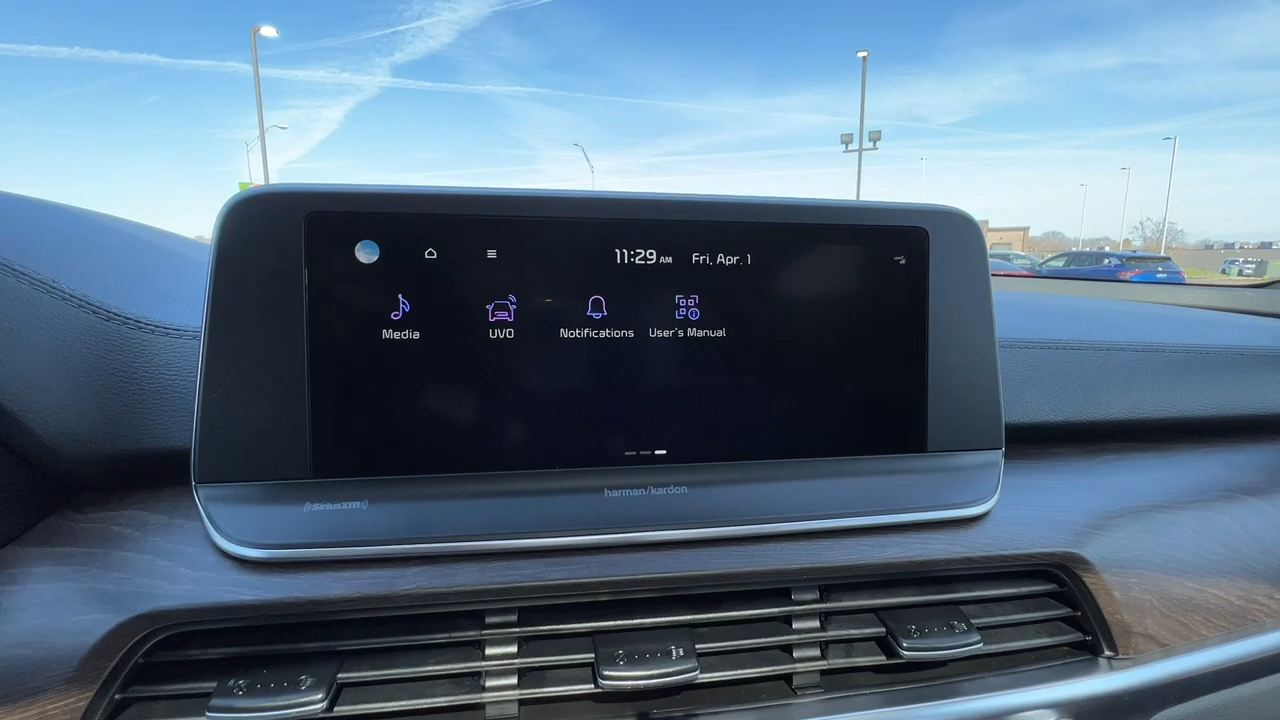 11:29 AM Fri, Apr. 1
Media UVO Notifications User's Manual
harman/kardon
((SiriusXM))